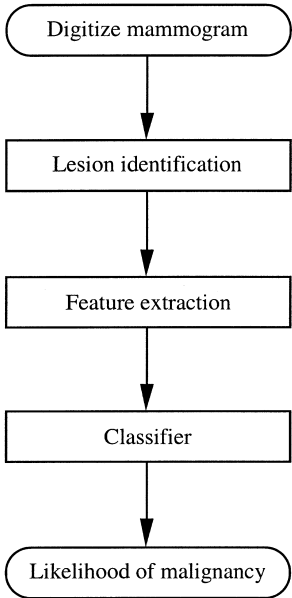 Digitize mammogram
Lesion identification
Feature extraction
Classifier
Likelihood of malignancy